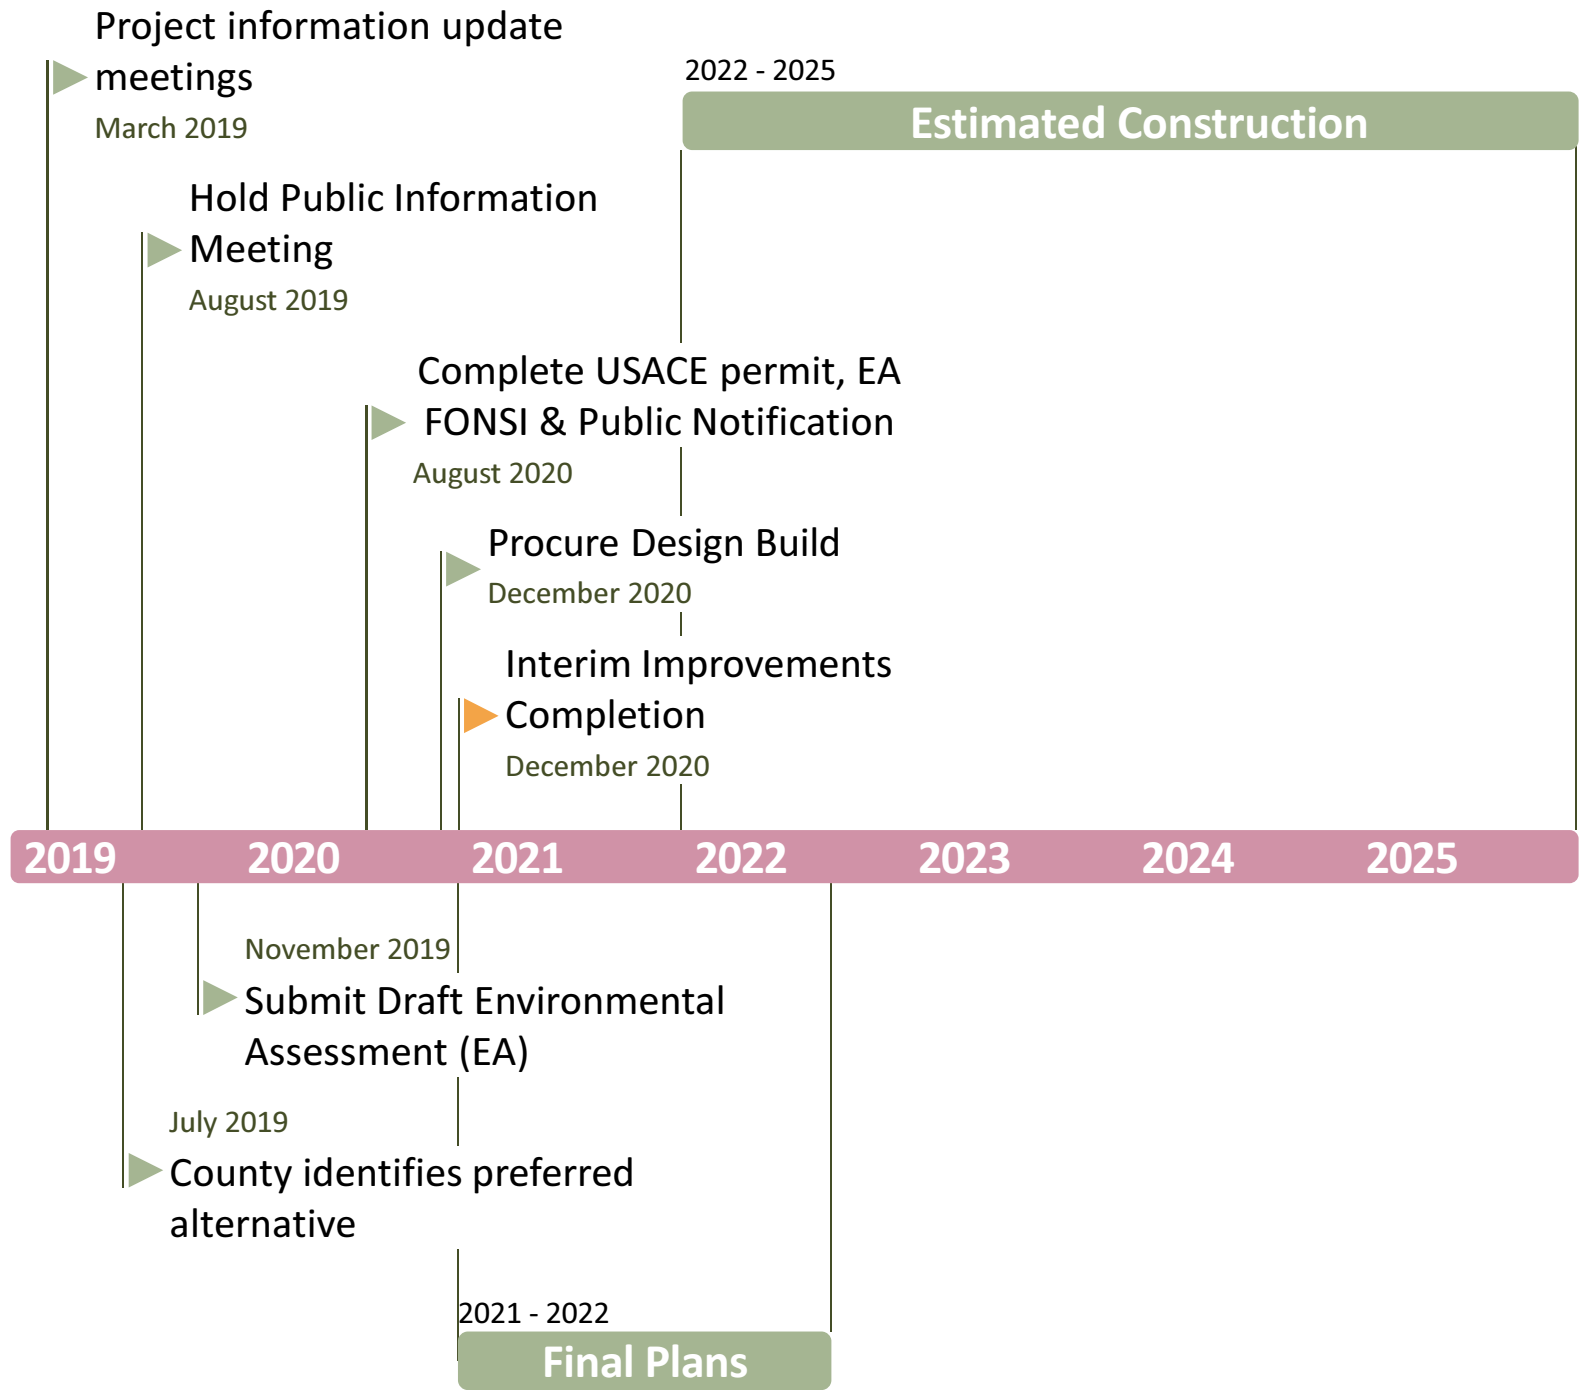 Project information update
meetings
March 2019
2022 - 2025
Estimated Construction
Hold Public Information
Meeting
August 2019
Complete USACE permit, EA
FONSI & Public Notification
August 2020
Procure Design Build
December 2020
Interim Improvements
Completion
December 2020
2019 2020 2021 2022 2023 2024 2025
November 2019
Submit Draft Environmental
Assessment (EA)
July 2019
County identifies preferred
alternative
2021 - 2022
Final Plans